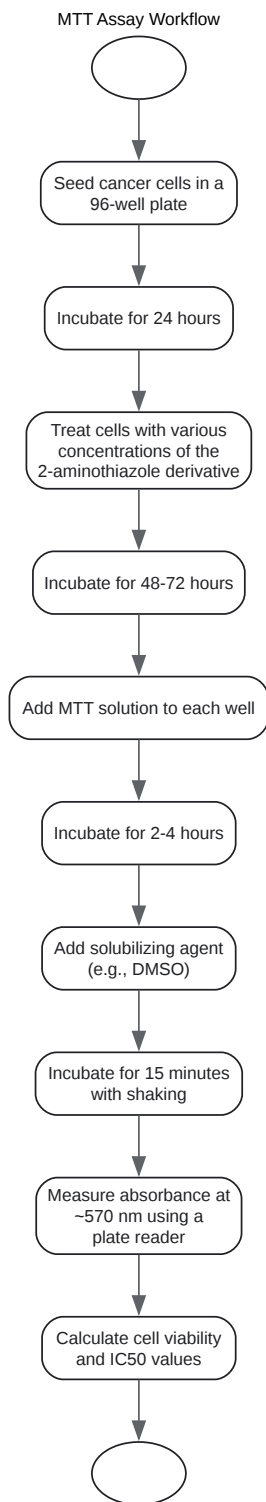 MTT Assay Workflow
Seed cancer cells in a
96-well plate
Incubate for 24 hours
Treat cells with various
concentrations of the
2-aminothiazole derivative
Incubate for 48-72 hours
Add MTT solution to each well
Incubate for 2-4 hours
Add solubilizing agent
(e.g., DMSO)
Incubate for 15 minutes
with shaking
Measure absorbance at
~570 nm using a
plate reader
Calculate cell viability
and IC50 values